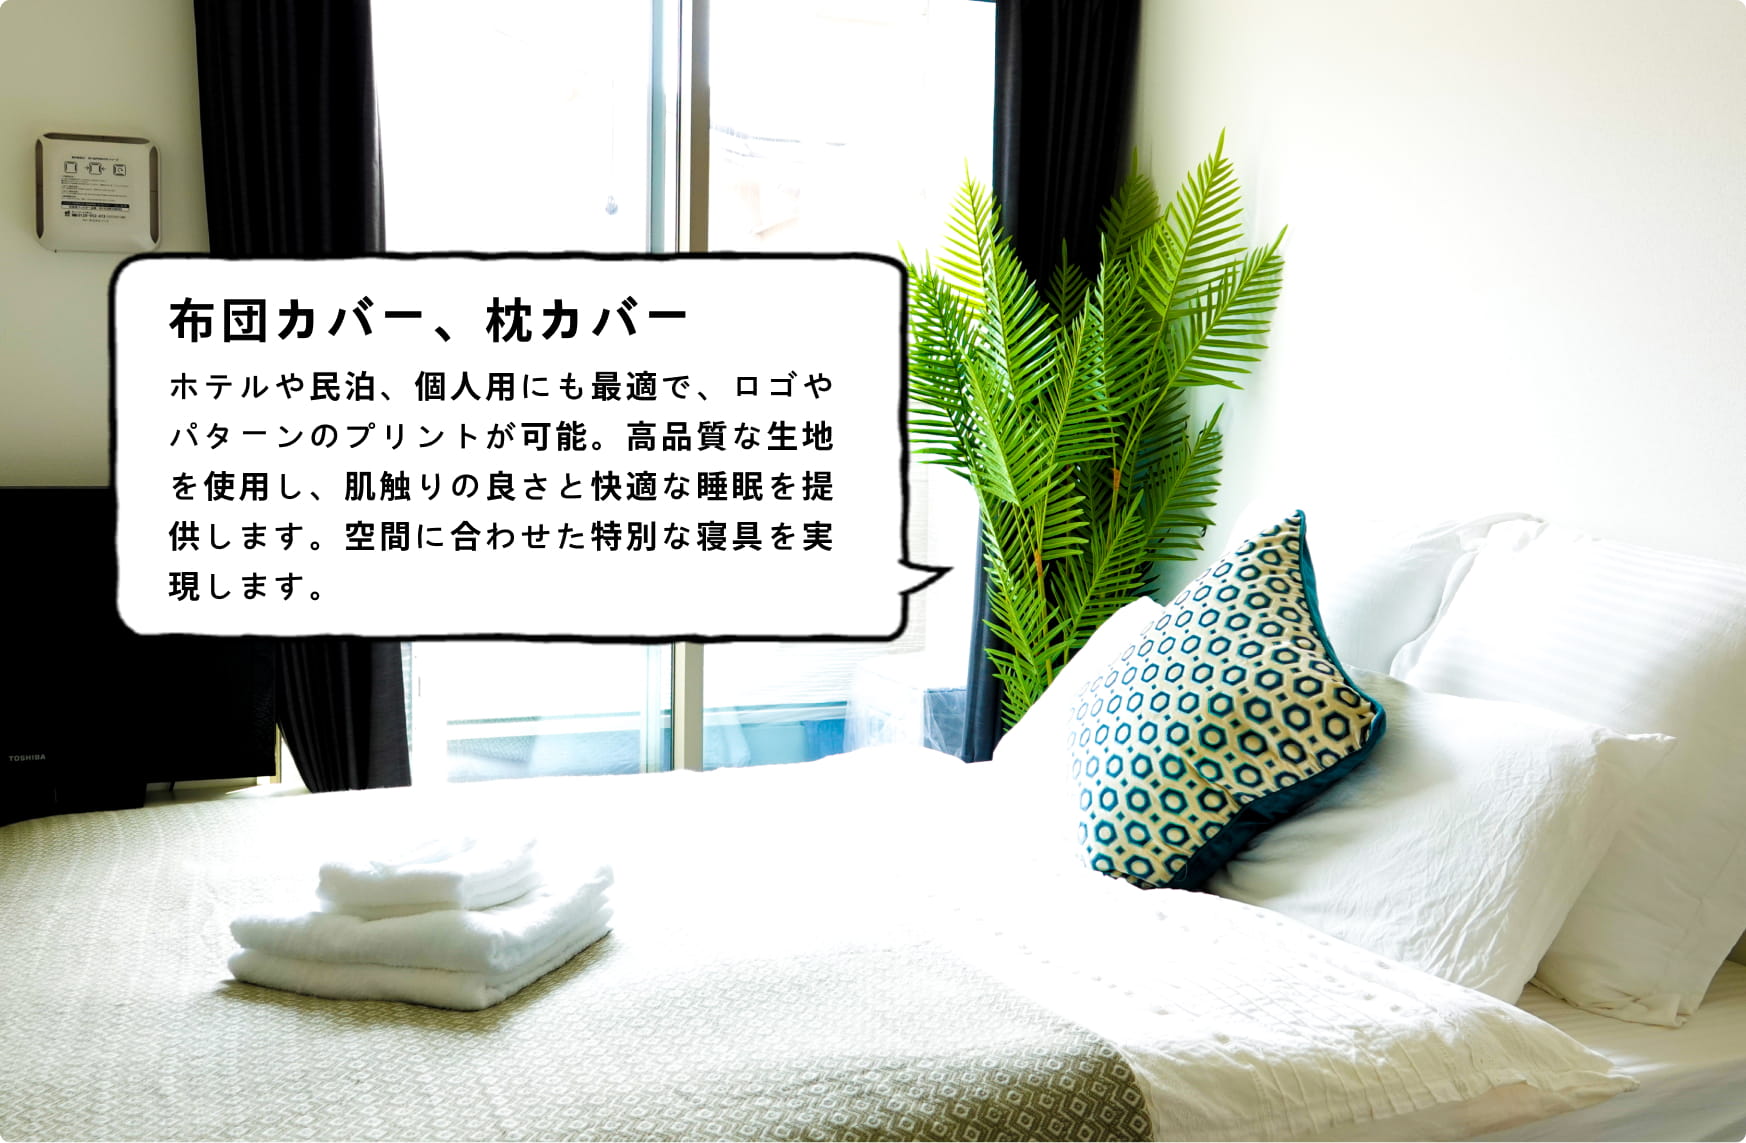 布団カバー、枕カバー
ホテルや民泊、個人用にも最適で、ロゴや
パターンのプリントが可能。高品質な生地
を使用し、肌触りの良さと快適な睡眠を提
供します。空間に合わせた特別な寝具を実
現します。
TOSHIBA